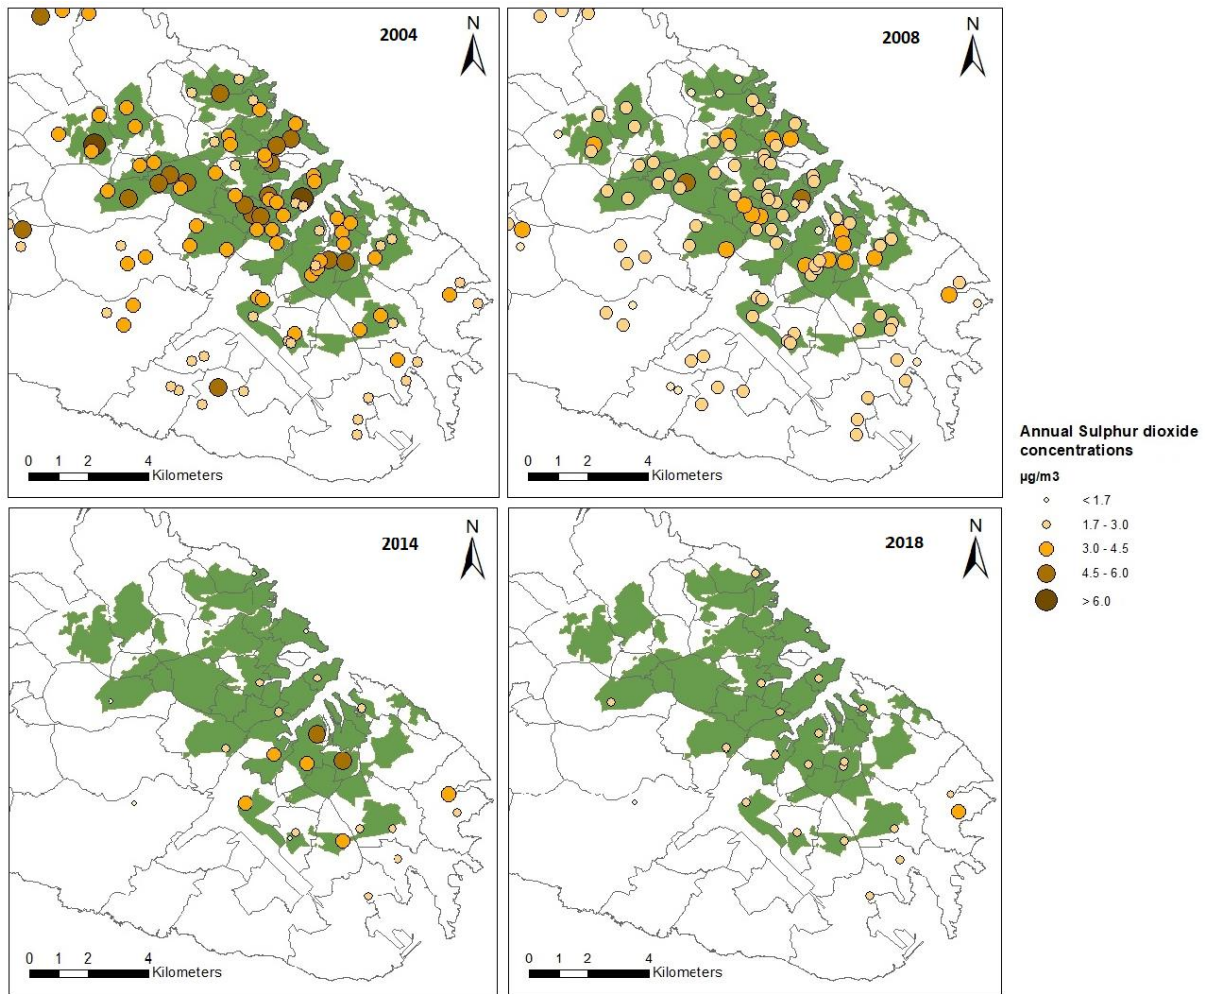 2004
N
0 1 2 4
Kilometers
2008
N
0 1 2 4
Kilometers
Annual Sulphur dioxide
concentrations
µg/m3
< 1.7
1.7 - 3.0
3.0 - 4.5
4.5 - 6.0
> 6.0
2014
N
0 1 2 4
Kilometers
2018
N
0 1 2 4
Kilometers